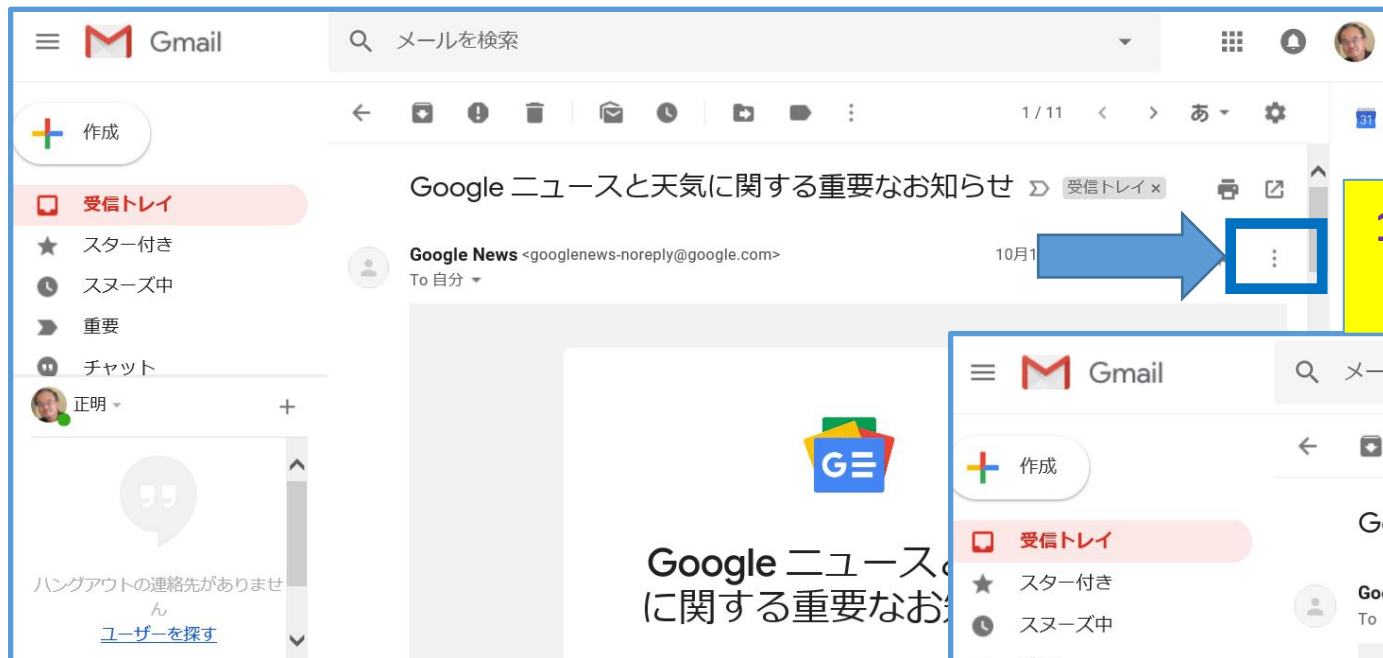 Gmail
メールを検索
作成
1 / 11
あ
31
受信トレイ
スター付き
スヌーズ中
重要
チャット
正明
ハングアウトの連絡先がありませ
ん
ユーザーを探す
Google ニュースと天気に関する重要なお知らせ
受信トレイ ×
Google News <googlenews-noreply@google.com>
10月1
To 自分
GE
Google ニュース
に関する重要なお
Gmail
メー
作成
受信トレイ
スター付き
スヌーズ中
G
Go
To